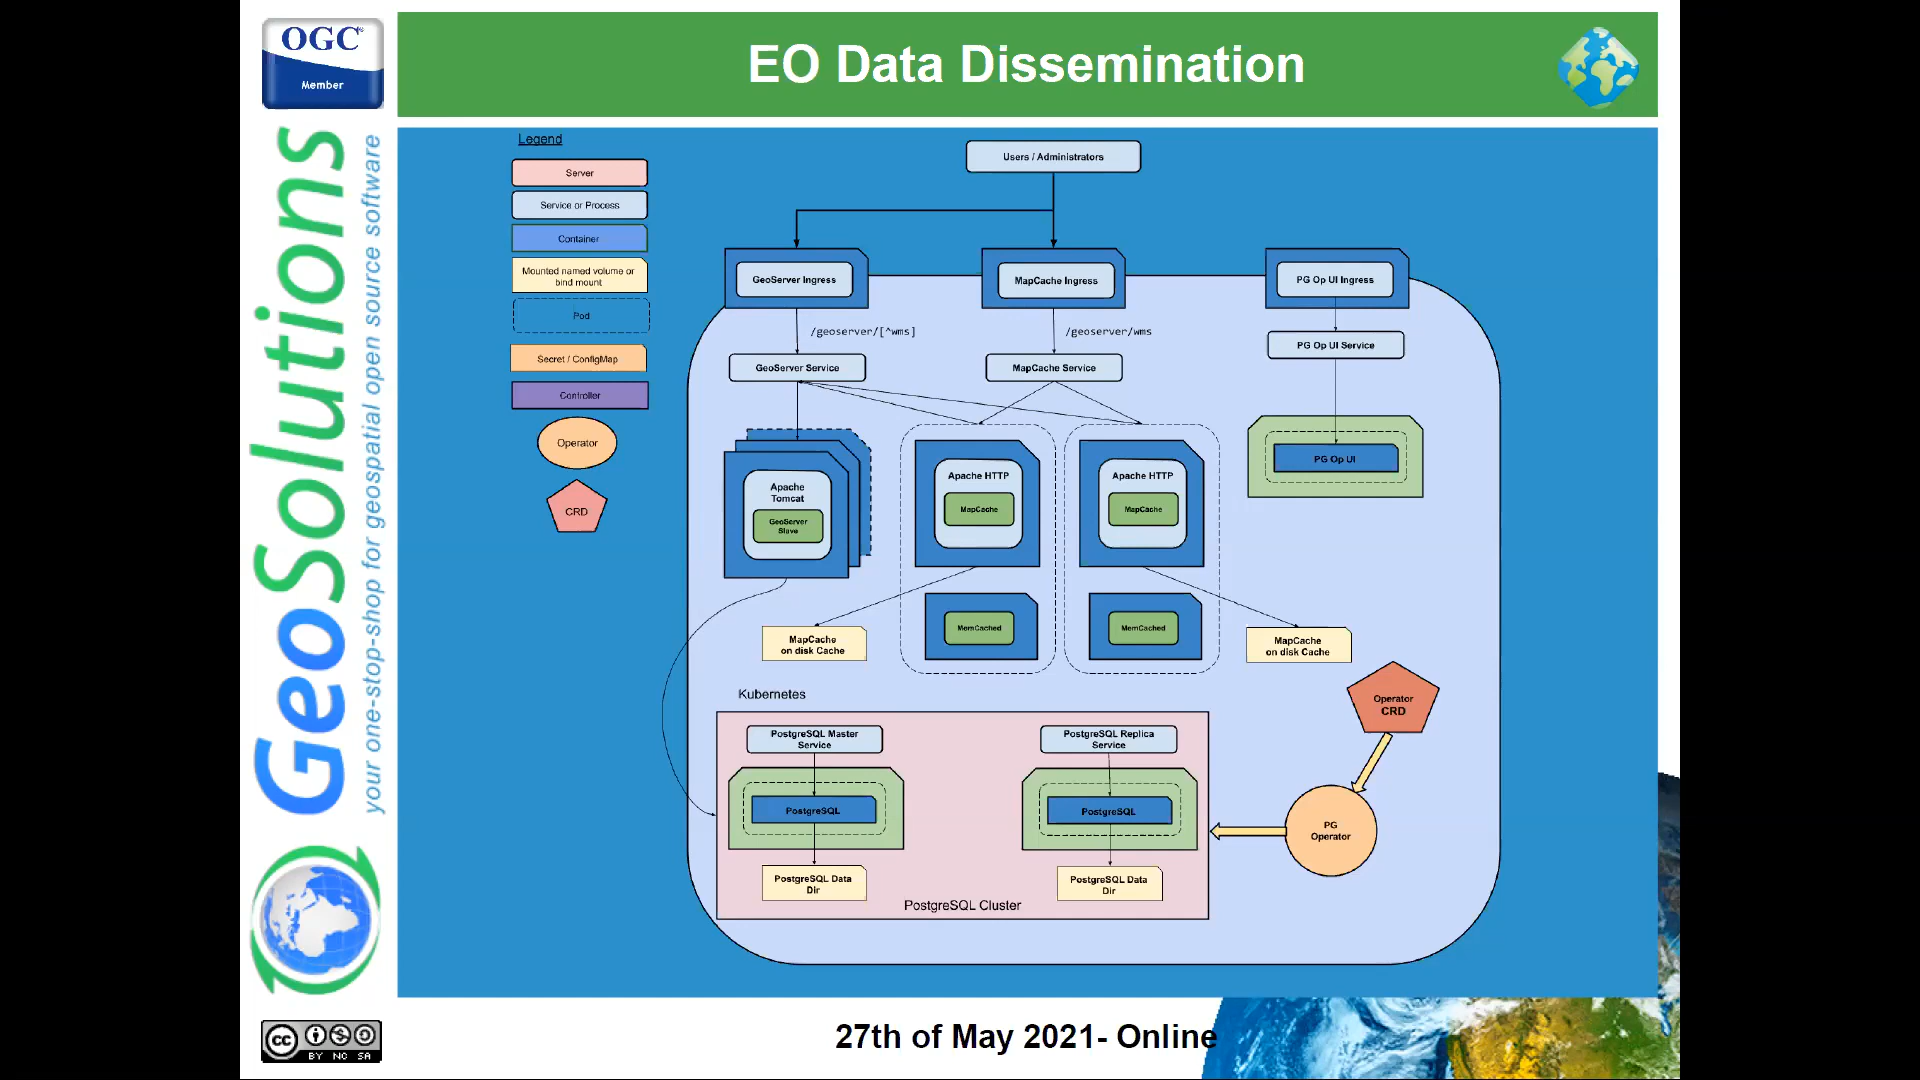 OGC®
Member
EO Data Dissemination
GeoSolutions
your one-stop-shop for geospatial open source software
Legend
Server
Service or Process
Container
Mounted named volume or
bind mount
Pod
Secret / ConfigMap
Controller
Operator
CRD
Users / Administrators
GeoServer Ingress
MapCache Ingress
PG Op UI Ingress
/geoserver/[^wms]
/geoserver/wms
GeoServer Service
MapCache Service
PG Op UI Service
Apache
Tomcat
GeoServer
Slave
Apache HTTP
MapCache
Apache HTTP
MapCache
PG Op UI
MemCached
MemCached
MapCache
on disk Cache
MapCache
on disk Cache
Kubernetes
PostgreSQL Master
Service
PostgreSQL Replica
Service
PostgreSQL
PostgreSQL
PostgreSQL Data
Dir
PostgreSQL Data
Dir
PostgreSQL Cluster
Operator
CRD
PG
Operator
cc
BY NC SA
27th of May 2021- Online